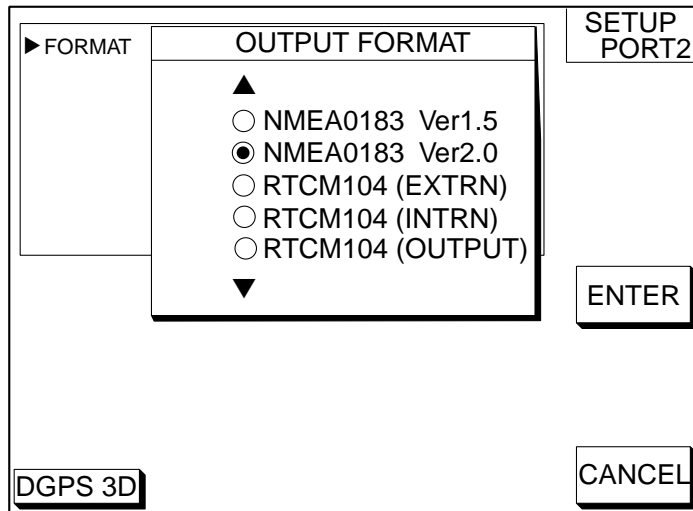 SETUP
PORT2
▶FORMAT
OUTPUT FORMAT
▲
○ NMEA0183 Ver1.5
◉ NMEA0183 Ver2.0
○ RTCM104 (EXTRN)
○ RTCM104 (INTRN)
○ RTCM104 (OUTPUT)
▼
ENTER
CANCEL
DGPS 3D